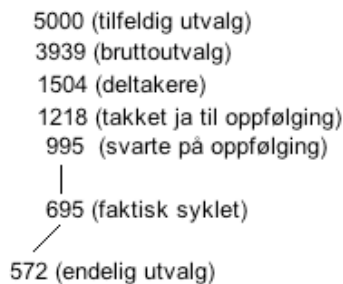 5000 (tilfeldig utvalg)
3939 (bruttoutvalg)
1504 (deltakere)
1218 (takket ja til oppfølging)
995 (svarte på oppfølging)
695 (faktisk syklet)
572 (endelig utvalg)